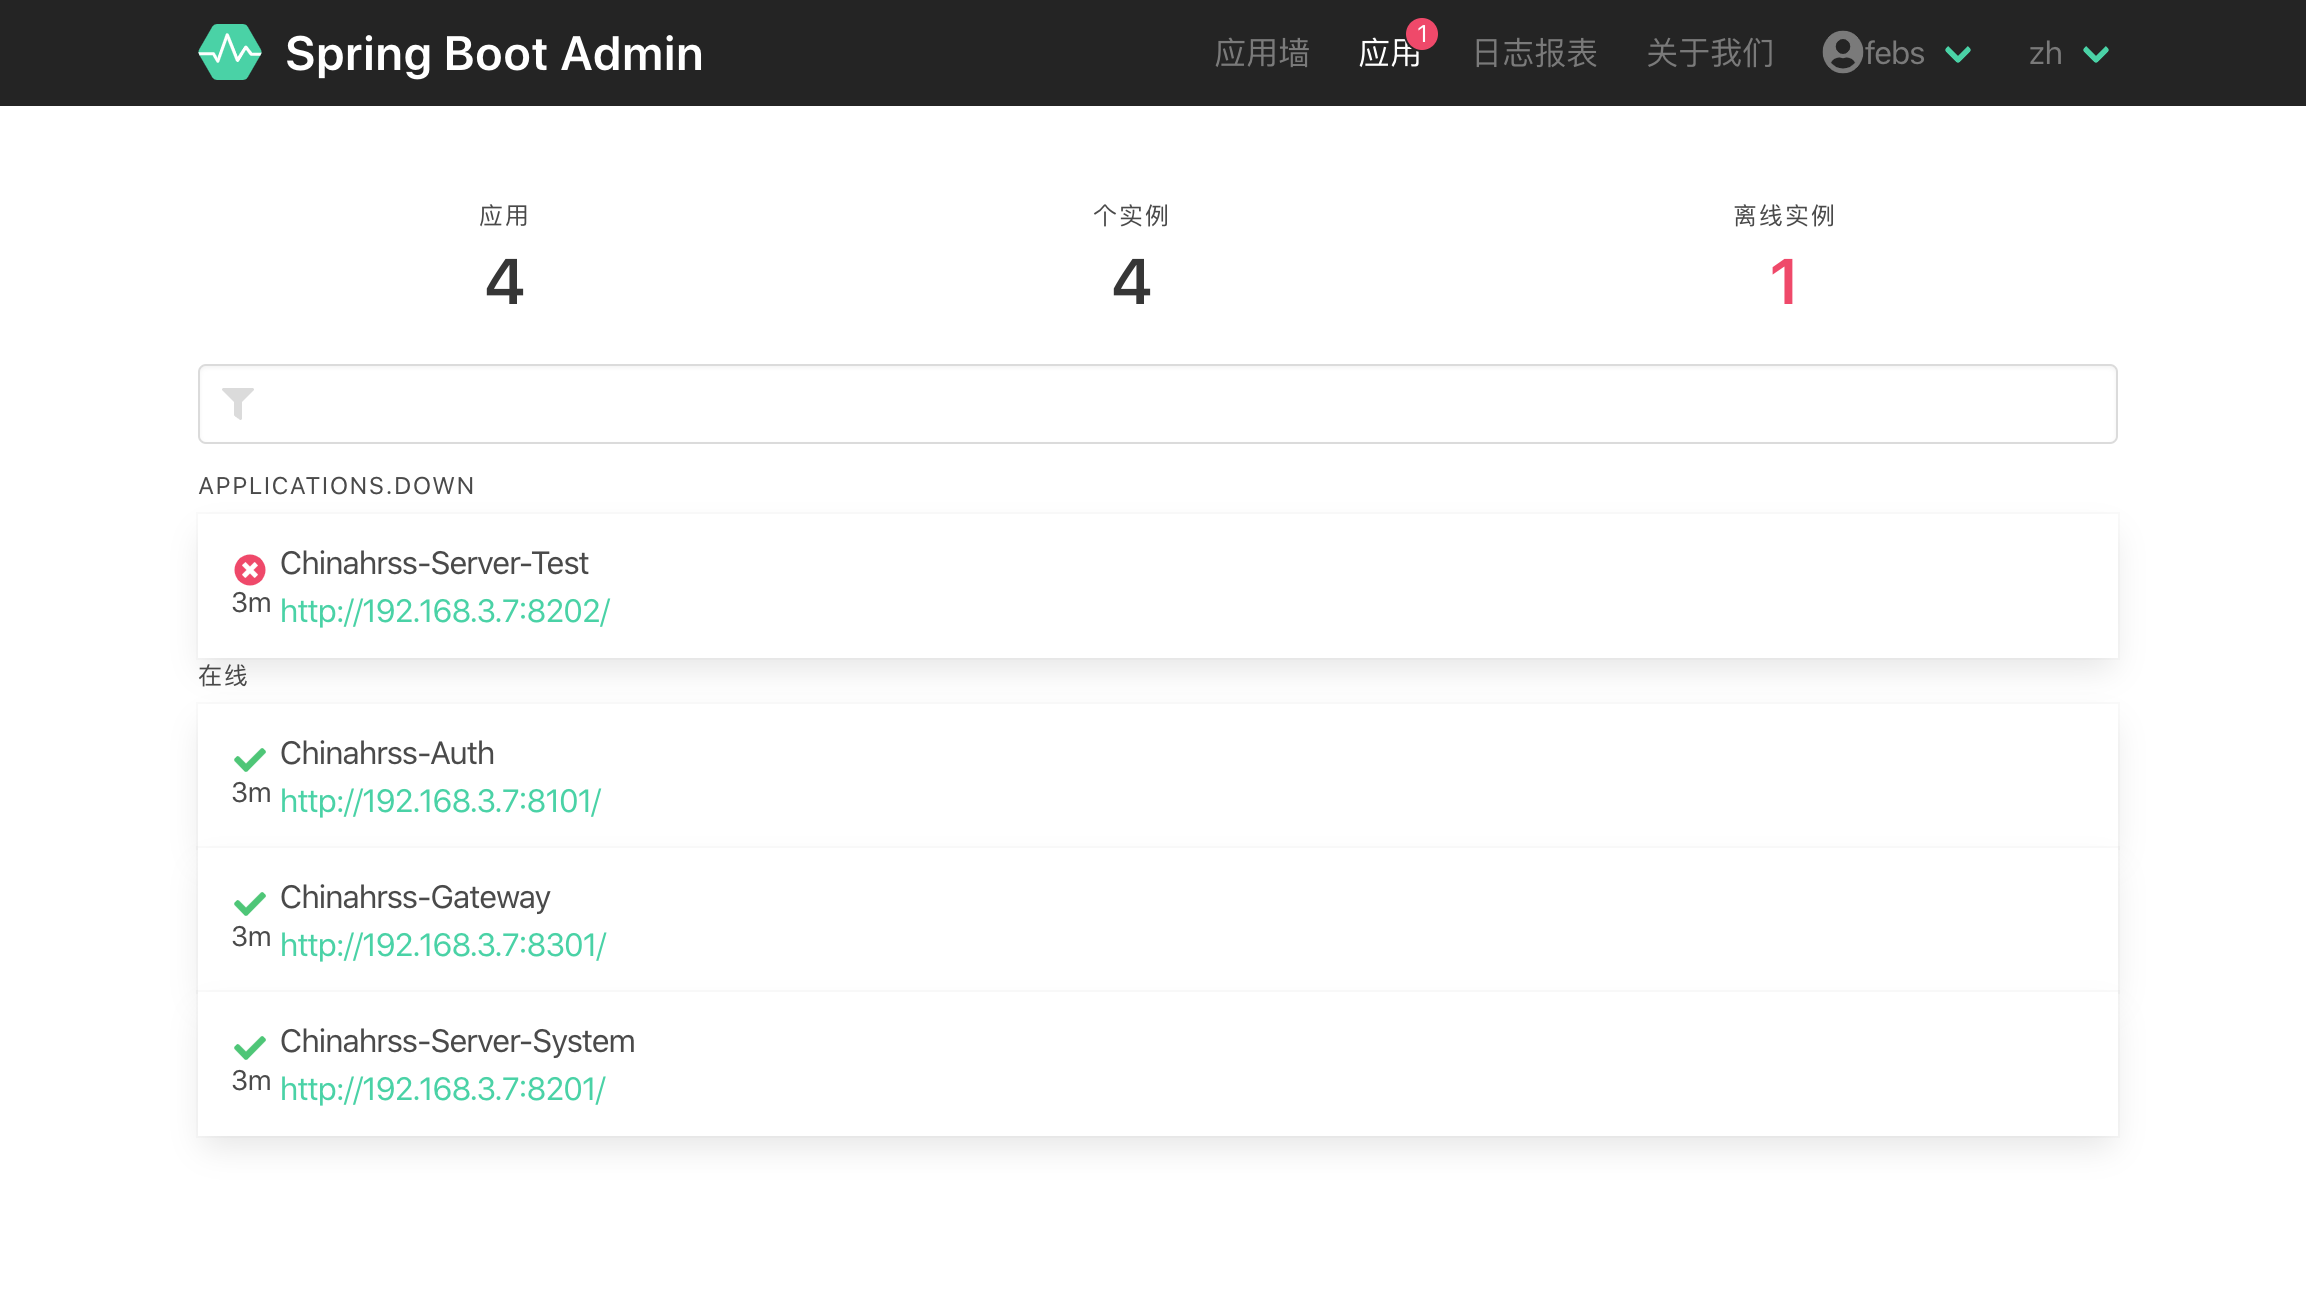 Spring Boot Admin
应用墙 应用 1 日志报表 关于我们 febs zh
应用 个实例 离线实例
4 4 1
APPLICATIONS.DOWN
Chinahrss-Server-Test
3m http://192.168.3.7:8202/
在线
Chinahrss-Auth
3m http://192.168.3.7:8101/
Chinahrss-Gateway
3m http://192.168.3.7:8301/
Chinahrss-Server-System
3m http://192.168.3.7:8201/